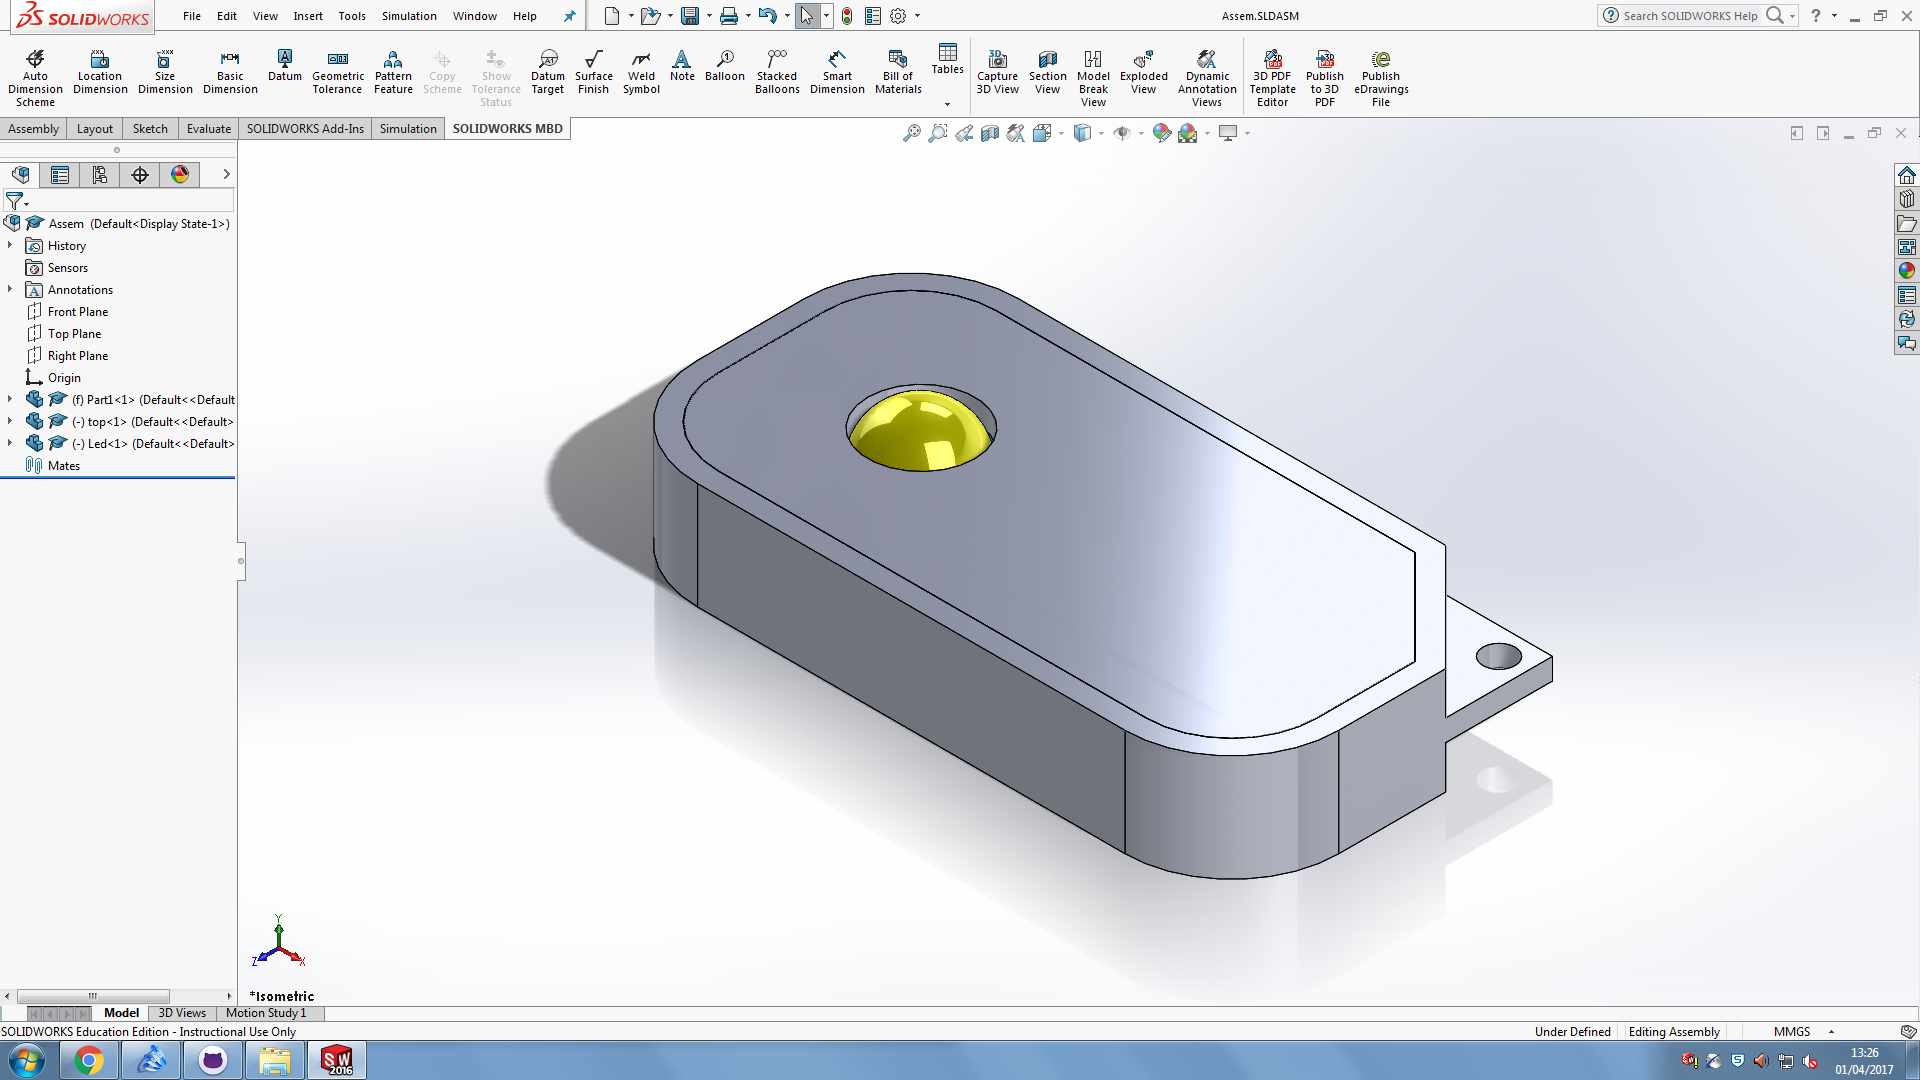 SOLIDWORKS
File Edit View Insert Tools Simulation Window Help
Assem.SLDASM
Search SOLIDWORKS Help
Auto Dimension Scheme
Location Dimension
Size Dimension
Basic Dimension
Datum
Geometric Tolerance
Pattern Feature
Copy Scheme
Show Tolerance Status
Datum Target
Surface Finish
Weld Symbol
Note
Balloon
Stacked Balloons
Smart Dimension
Bill of Materials
Tables
Capture 3D View
Section View
Model Break View
Exploded View
Dynamic Annotation Views
3D PDF Template Editor
Publish to 3D PDF
Publish eDrawings File
Assembly Layout Sketch Evaluate SOLIDWORKS Add-Ins Simulation SOLIDWORKS MBD
Assem (Default<Display State-1>)
History
Sensors
Annotations
Front Plane
Top Plane
Right Plane
Origin
(f) Part1<1> (Default<<Default
(-) top<1> (Default<<Default>
(-) Led<1> (Default<<Default>
Mates
Y
Z X
*Isometric
Model 3D Views Motion Study 1
SOLIDWORKS Education Edition - Instructional Use Only
Under Defined Editing Assembly MMGS
SW 2016
13:26
01/04/2017